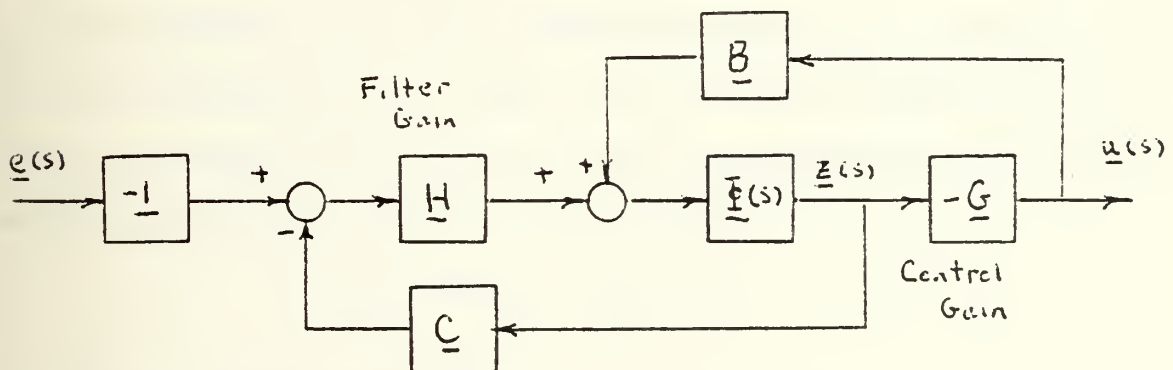 B
Filter
Gain
e(s)
-I
+
-
H
+
+
Φ(s)
z(s)
-G
u(s)
Control
Gain
C